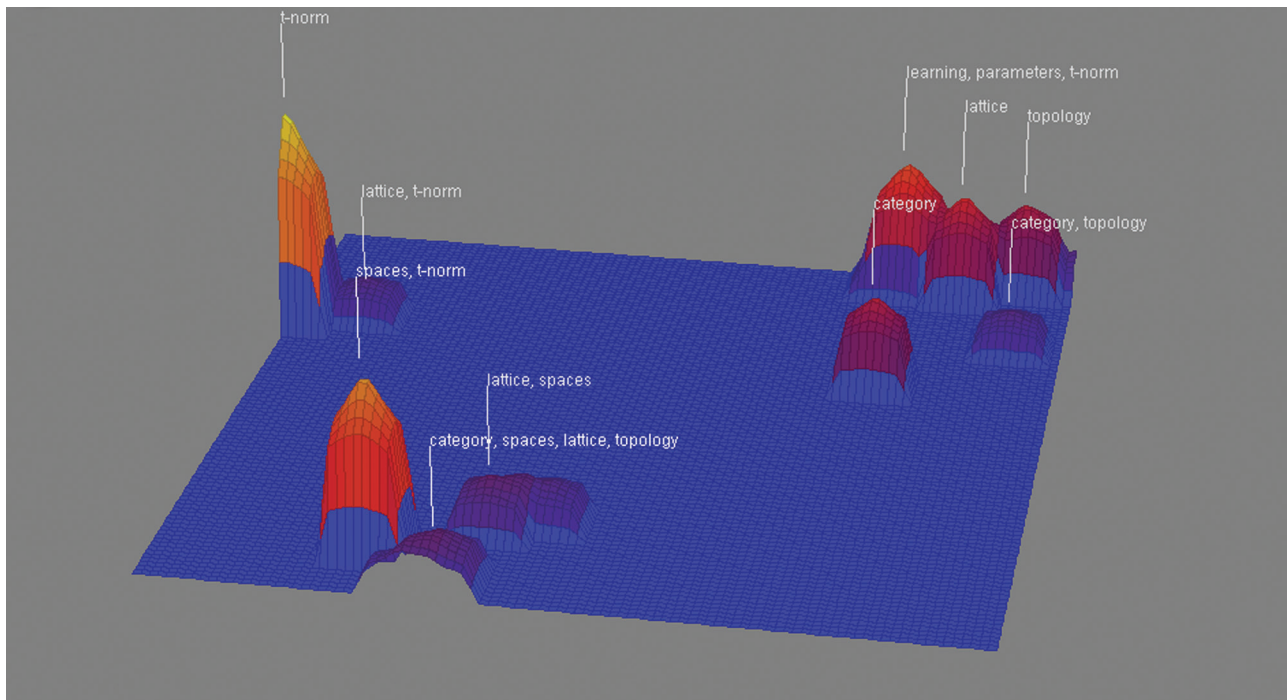 t-norm
learning, parameters, t-norm
lattice
topology
lattice, t-norm
category
category, topology
spaces, t-norm
lattice, spaces
category, spaces, lattice, topology